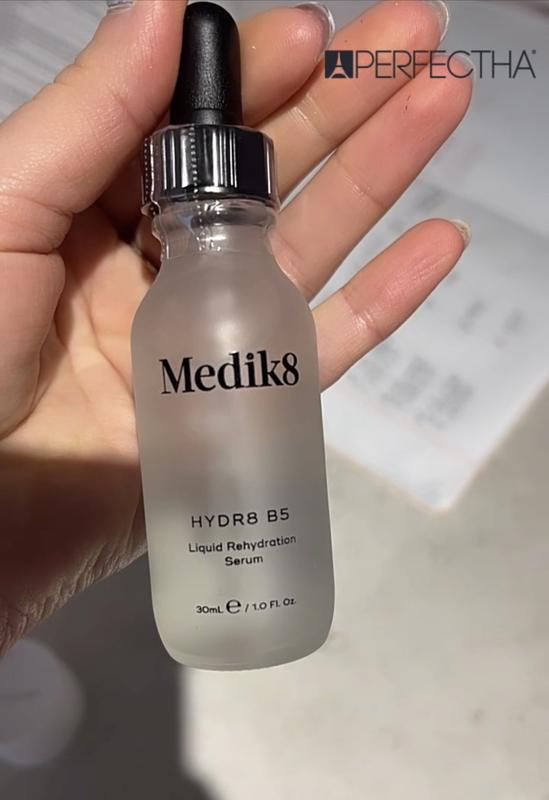 PERFECTHA®
Medik8
HYDR8 B5
Liquid Rehydration
Serum
30mL e / 1.0 Fl. Oz.